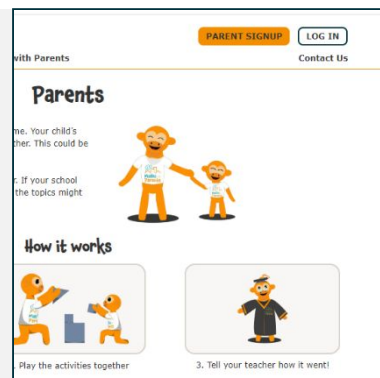 PARENT SIGNUP LOG IN
with Parents Contact Us
Parents
me. Your child's
ther. This could be
r. If your school
the topics might
How it works
. Play the activities together
3. Tell your teacher how it went!